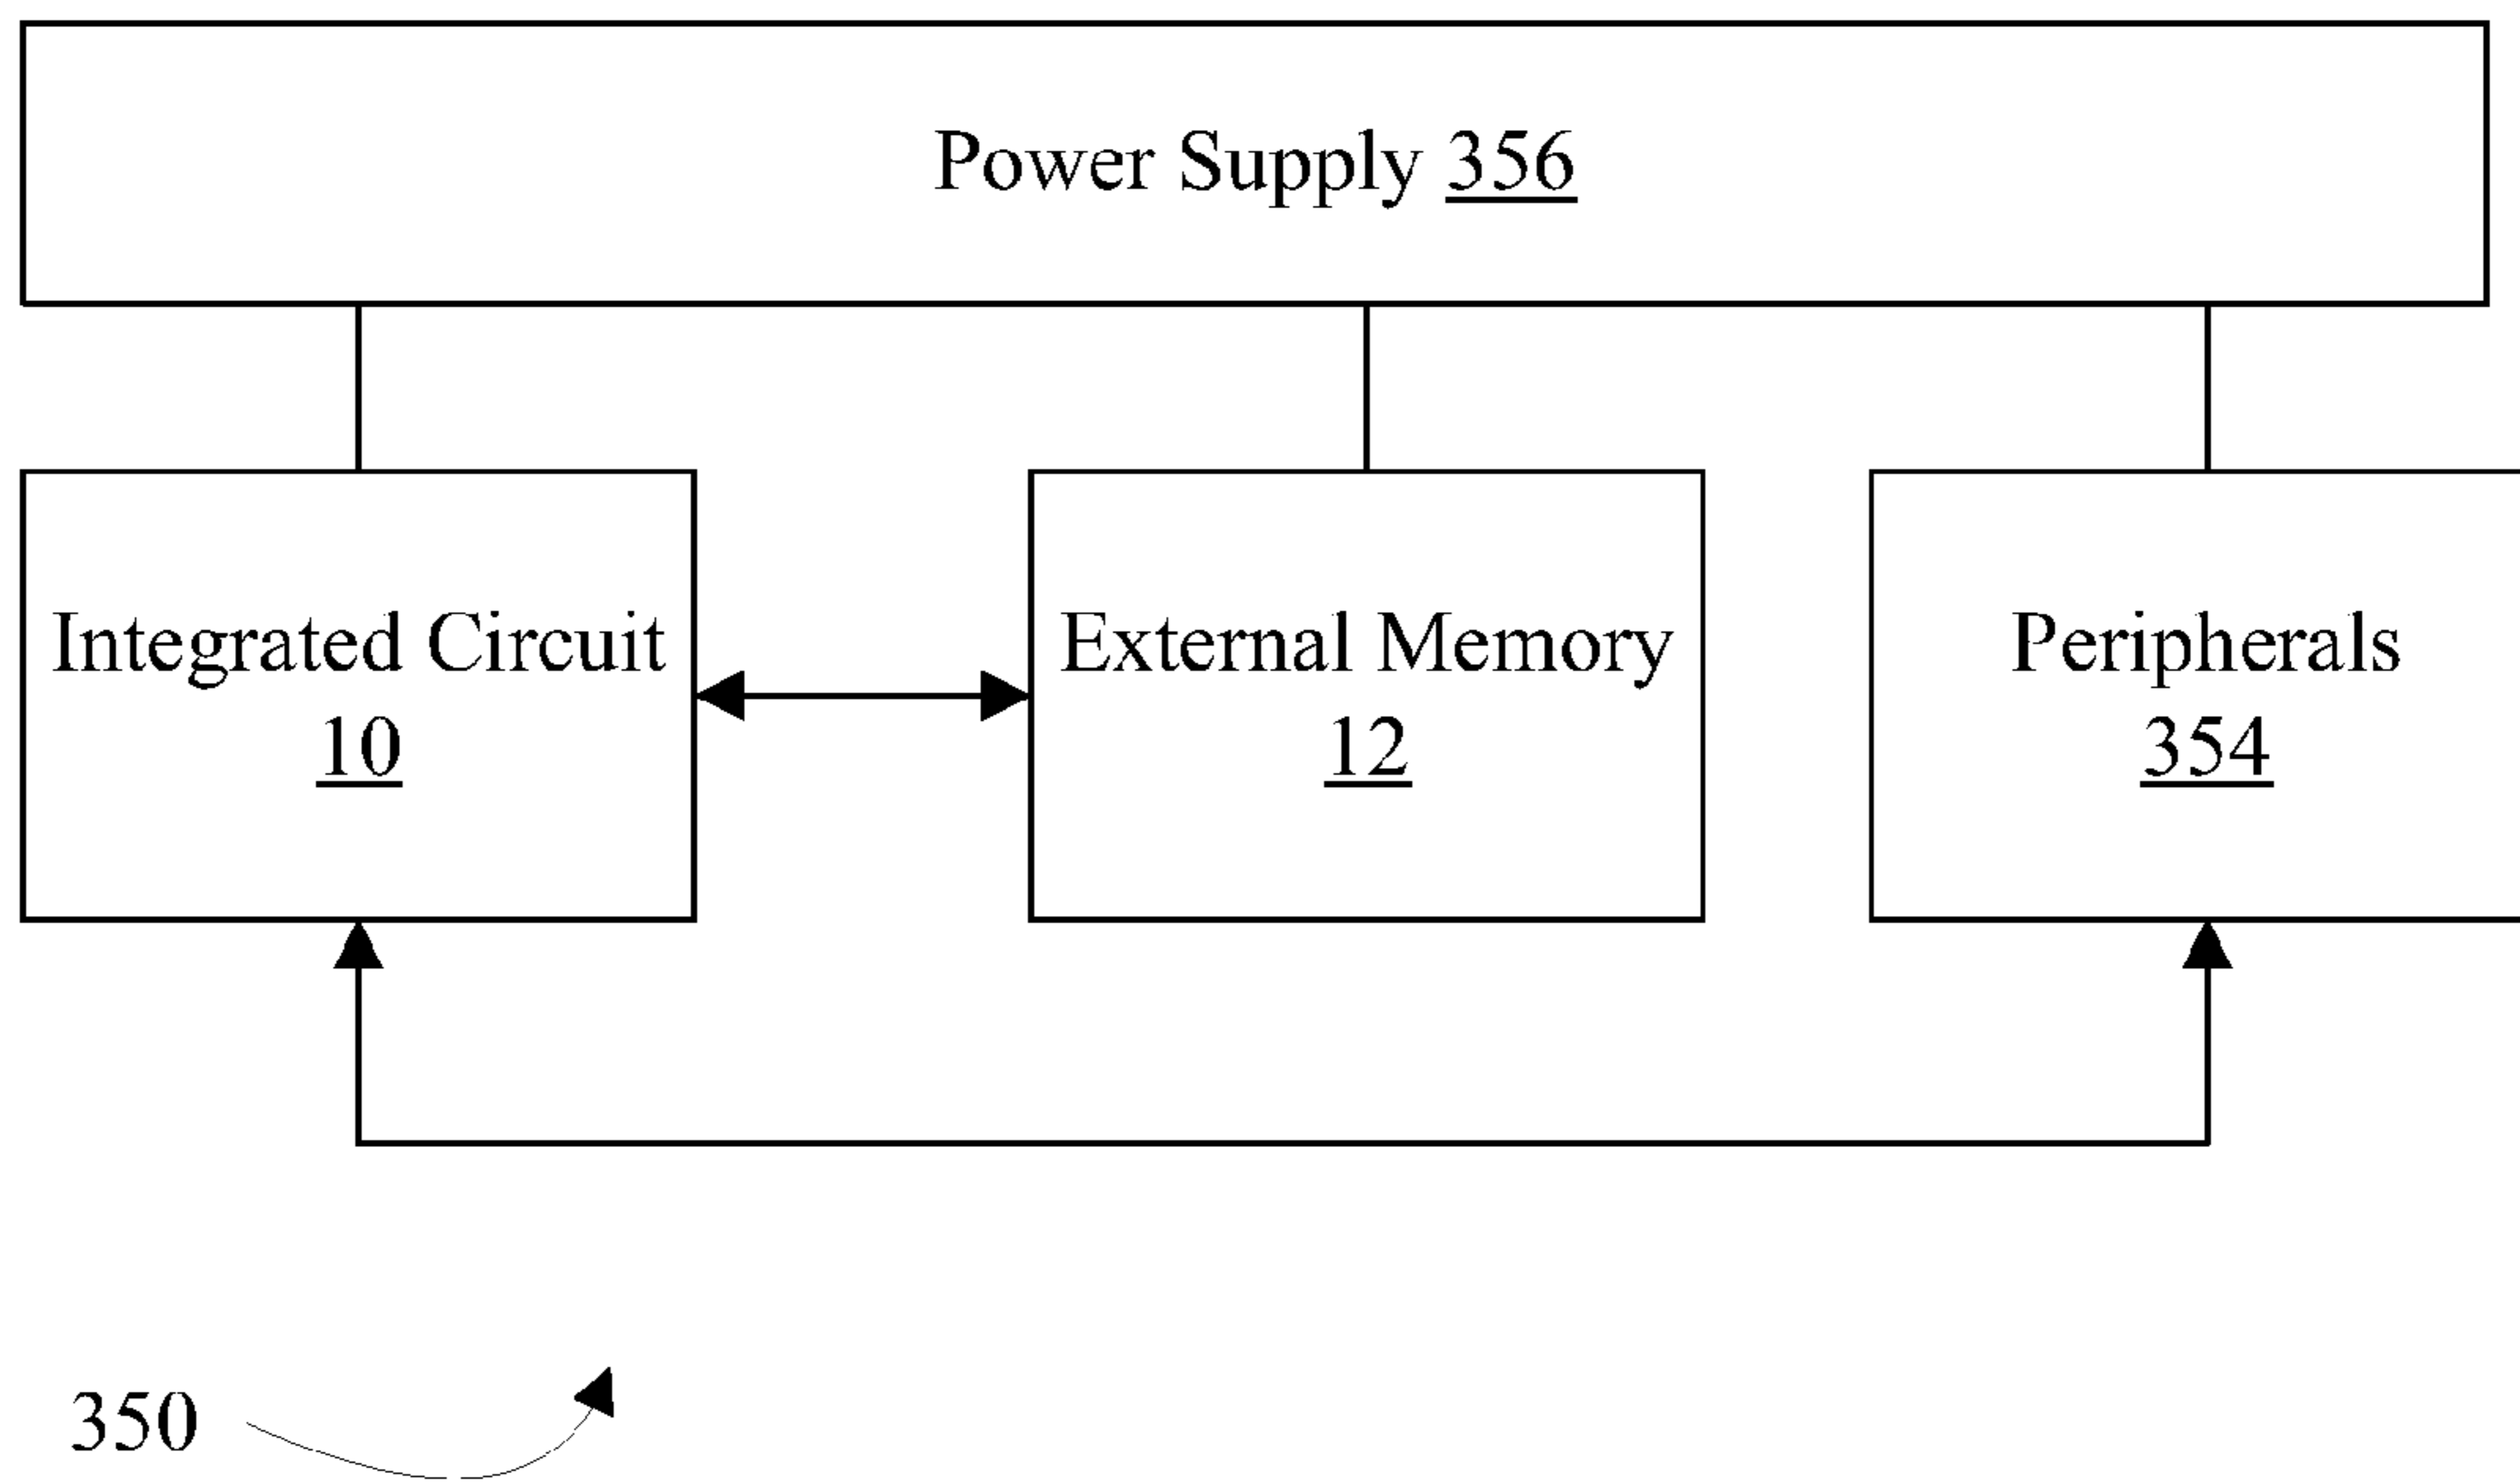 Power Supply 356
Integrated Circuit
10
External Memory
12
Peripherals
354
350